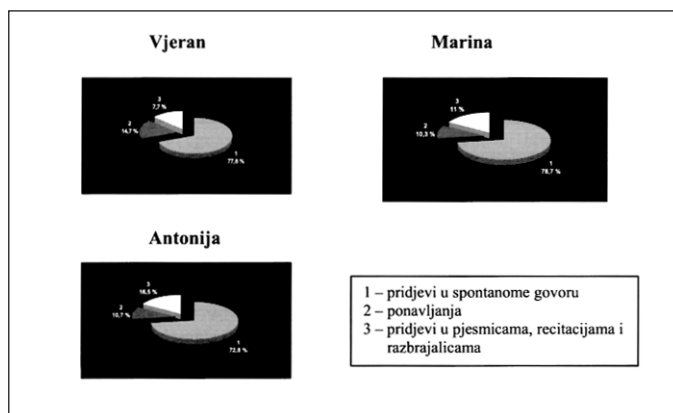 Vjeran
3
7,7 %
2
14,7 %
1
77,6 %
Marina
3
11 %
2
10,3 %
1
78,7 %
Antonija
3
16,5 %
2
10,7 %
1
72,8 %
1 – pridjevi u spontanome govoru
2 – ponavljanja
3 – pridjevi u pjesmicama, recitacijama i
razbrajalicama